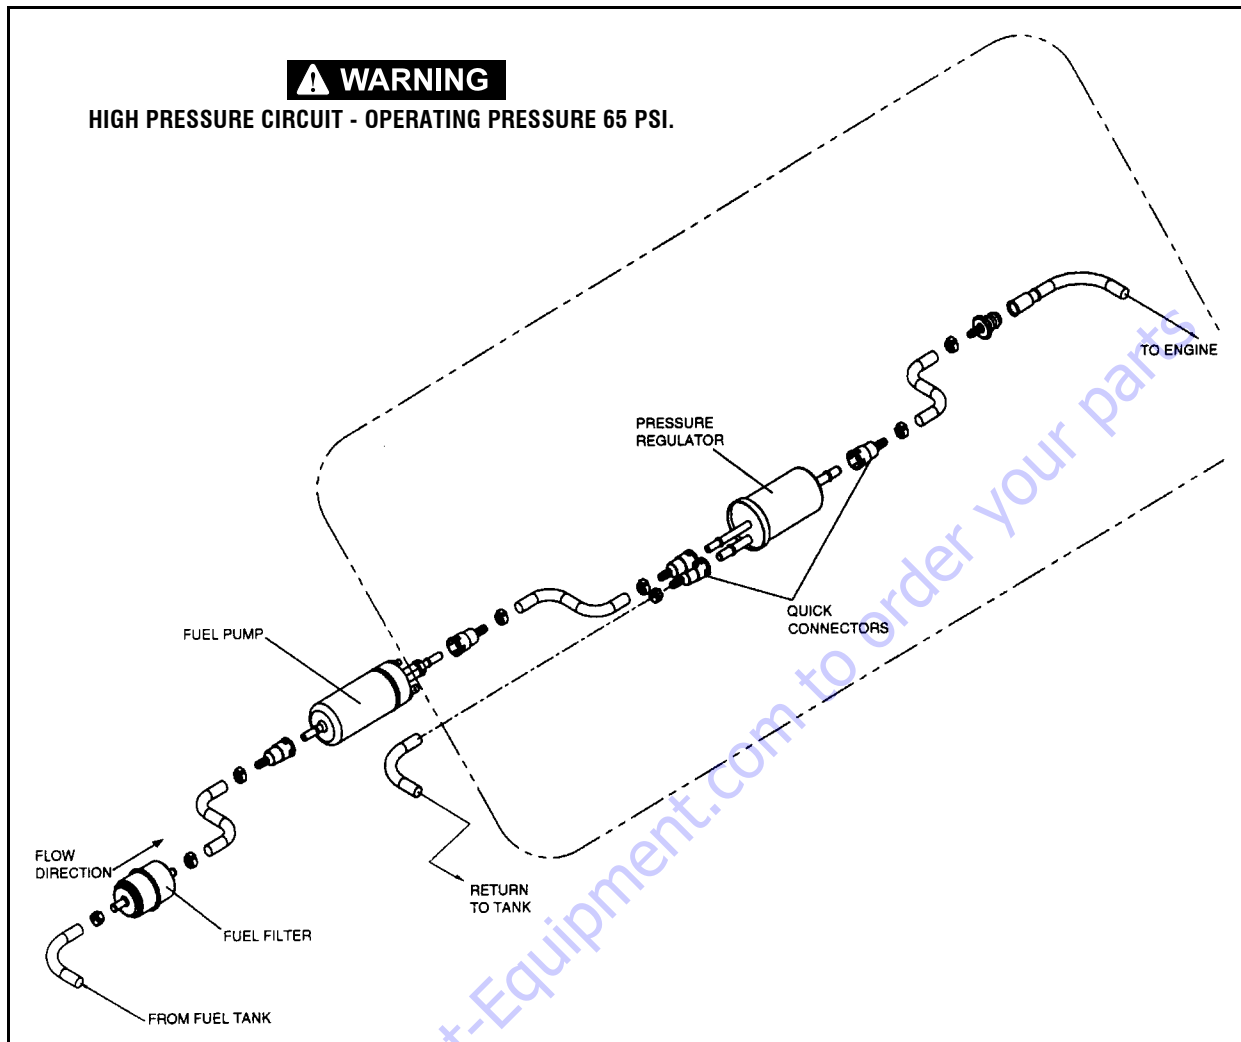 WARNING
HIGH PRESSURE CIRCUIT - OPERATING PRESSURE 65 PSI.
TO ENGINE
PRESSURE
REGULATOR
QUICK
CONNECTORS
FUEL PUMP
FLOW
DIRECTION
RETURN
TO TANK
FUEL FILTER
FROM FUEL TANK
t-Equipment.com to order your parts